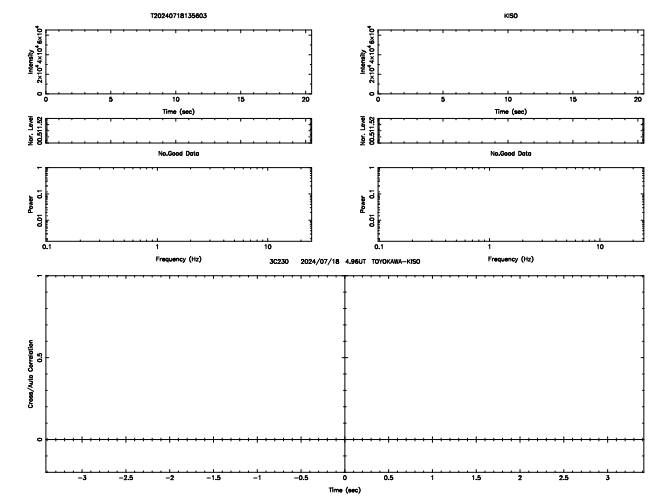 T20240718135603 KISO
Intensity 0 2×10⁴ 4×10⁴ 6×10⁴ Intensity 0 2×10⁴ 4×10⁴ 6×10⁴
0 5 10 15 20 0 5 10 15 20
Time (sec) Time (sec)
Nor. Level 00.511.52 Nor. Level 00.511.52
No.Good Data No.Good Data
Power 0.01 0.1 1 Power 0.01 0.1 1
0.1 1 10 0.1 1 10
Frequency (Hz) Frequency (Hz)
3C230 2024/07/18 4.96UT TOYOKAWA-KISO
Cross/Auto Correlation 0 0.5 1
-3 -2.5 -2 -1.5 -1 -0.5 0 0.5 1 1.5 2 2.5 3
Time (sec)